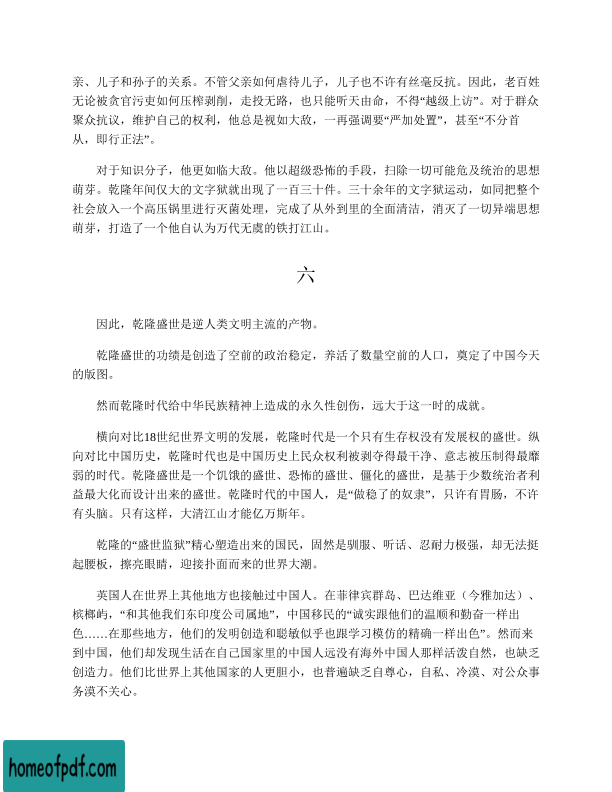 亲、儿子和孙子的关系。不管父亲如何虐待儿子，儿子也不许有丝毫反抗。因此，老百姓
无论被贪官污吏如何压榨剥削，走投无路，也只能听天由命，不得“越级上访”。对于群众
聚众抗议，维护自己的权利，他总是视如大敌，一再强调要“严加处置”，甚至“不分首
从，即行正法”。
对于知识分子，他更如临大敌。他以超级恐怖的手段，扫除一切可能危及统治的思想
萌芽。乾隆年间仅大的文字狱就出现了一百三十件。三十余年的文字狱运动，如同把整个
社会放入一个高压锅里进行灭菌处理，完成了从外到里的全面清洁，消灭了一切异端思想
萌芽，打造了一个他自认为万代无虞的铁打江山。
六
因此，乾隆盛世是逆人类文明主流的产物。
乾隆盛世的功绩是创造了空前的政治稳定，养活了数量空前的人口，奠定了中国今天
的版图。
然而乾隆时代给中华民族精神上造成的永久性创伤，远大于这一时的成就。
横向对比18世纪世界文明的发展，乾隆时代是一个只有生存权没有发展权的盛世。纵
向对比中国历史，乾隆时代也是中国历史上民众权利被剥夺得最干净、意志被压制得最靡
弱的时代。乾隆盛世是一个饥饿的盛世、恐怖的盛世、僵化的盛世，是基于少数统治者利
益最大化而设计出来的盛世。乾隆时代的中国人，是“做稳了的奴隶”，只许有胃肠，不许
有头脑。只有这样，大清江山才能亿万斯年。
乾隆的“盛世监狱”精心塑造出来的国民，固然是驯服、听话、忍耐力极强，却无法挺
起腰板，擦亮眼睛，迎接扑面而来的世界大潮。
英国人在世界上其他地方也接触过中国人。在菲律宾群岛、巴达维亚（今雅加达）、
槟榔屿，“和其他我们东印度公司属地”，中国移民的“诚实跟他们的温顺和勤奋一样出
色……在那些地方，他们的发明创造和聪敏似乎也跟学习模仿的精确一样出色”。然而来
到中国，他们却发现生活在自己国家里的中国人远没有海外中国人那样活泼自然，也缺乏
创造力。他们比世界上其他国家的人更胆小，也普遍缺乏自尊心，自私、冷漠、对公众事
务漠不关心。
homeofpdf.com